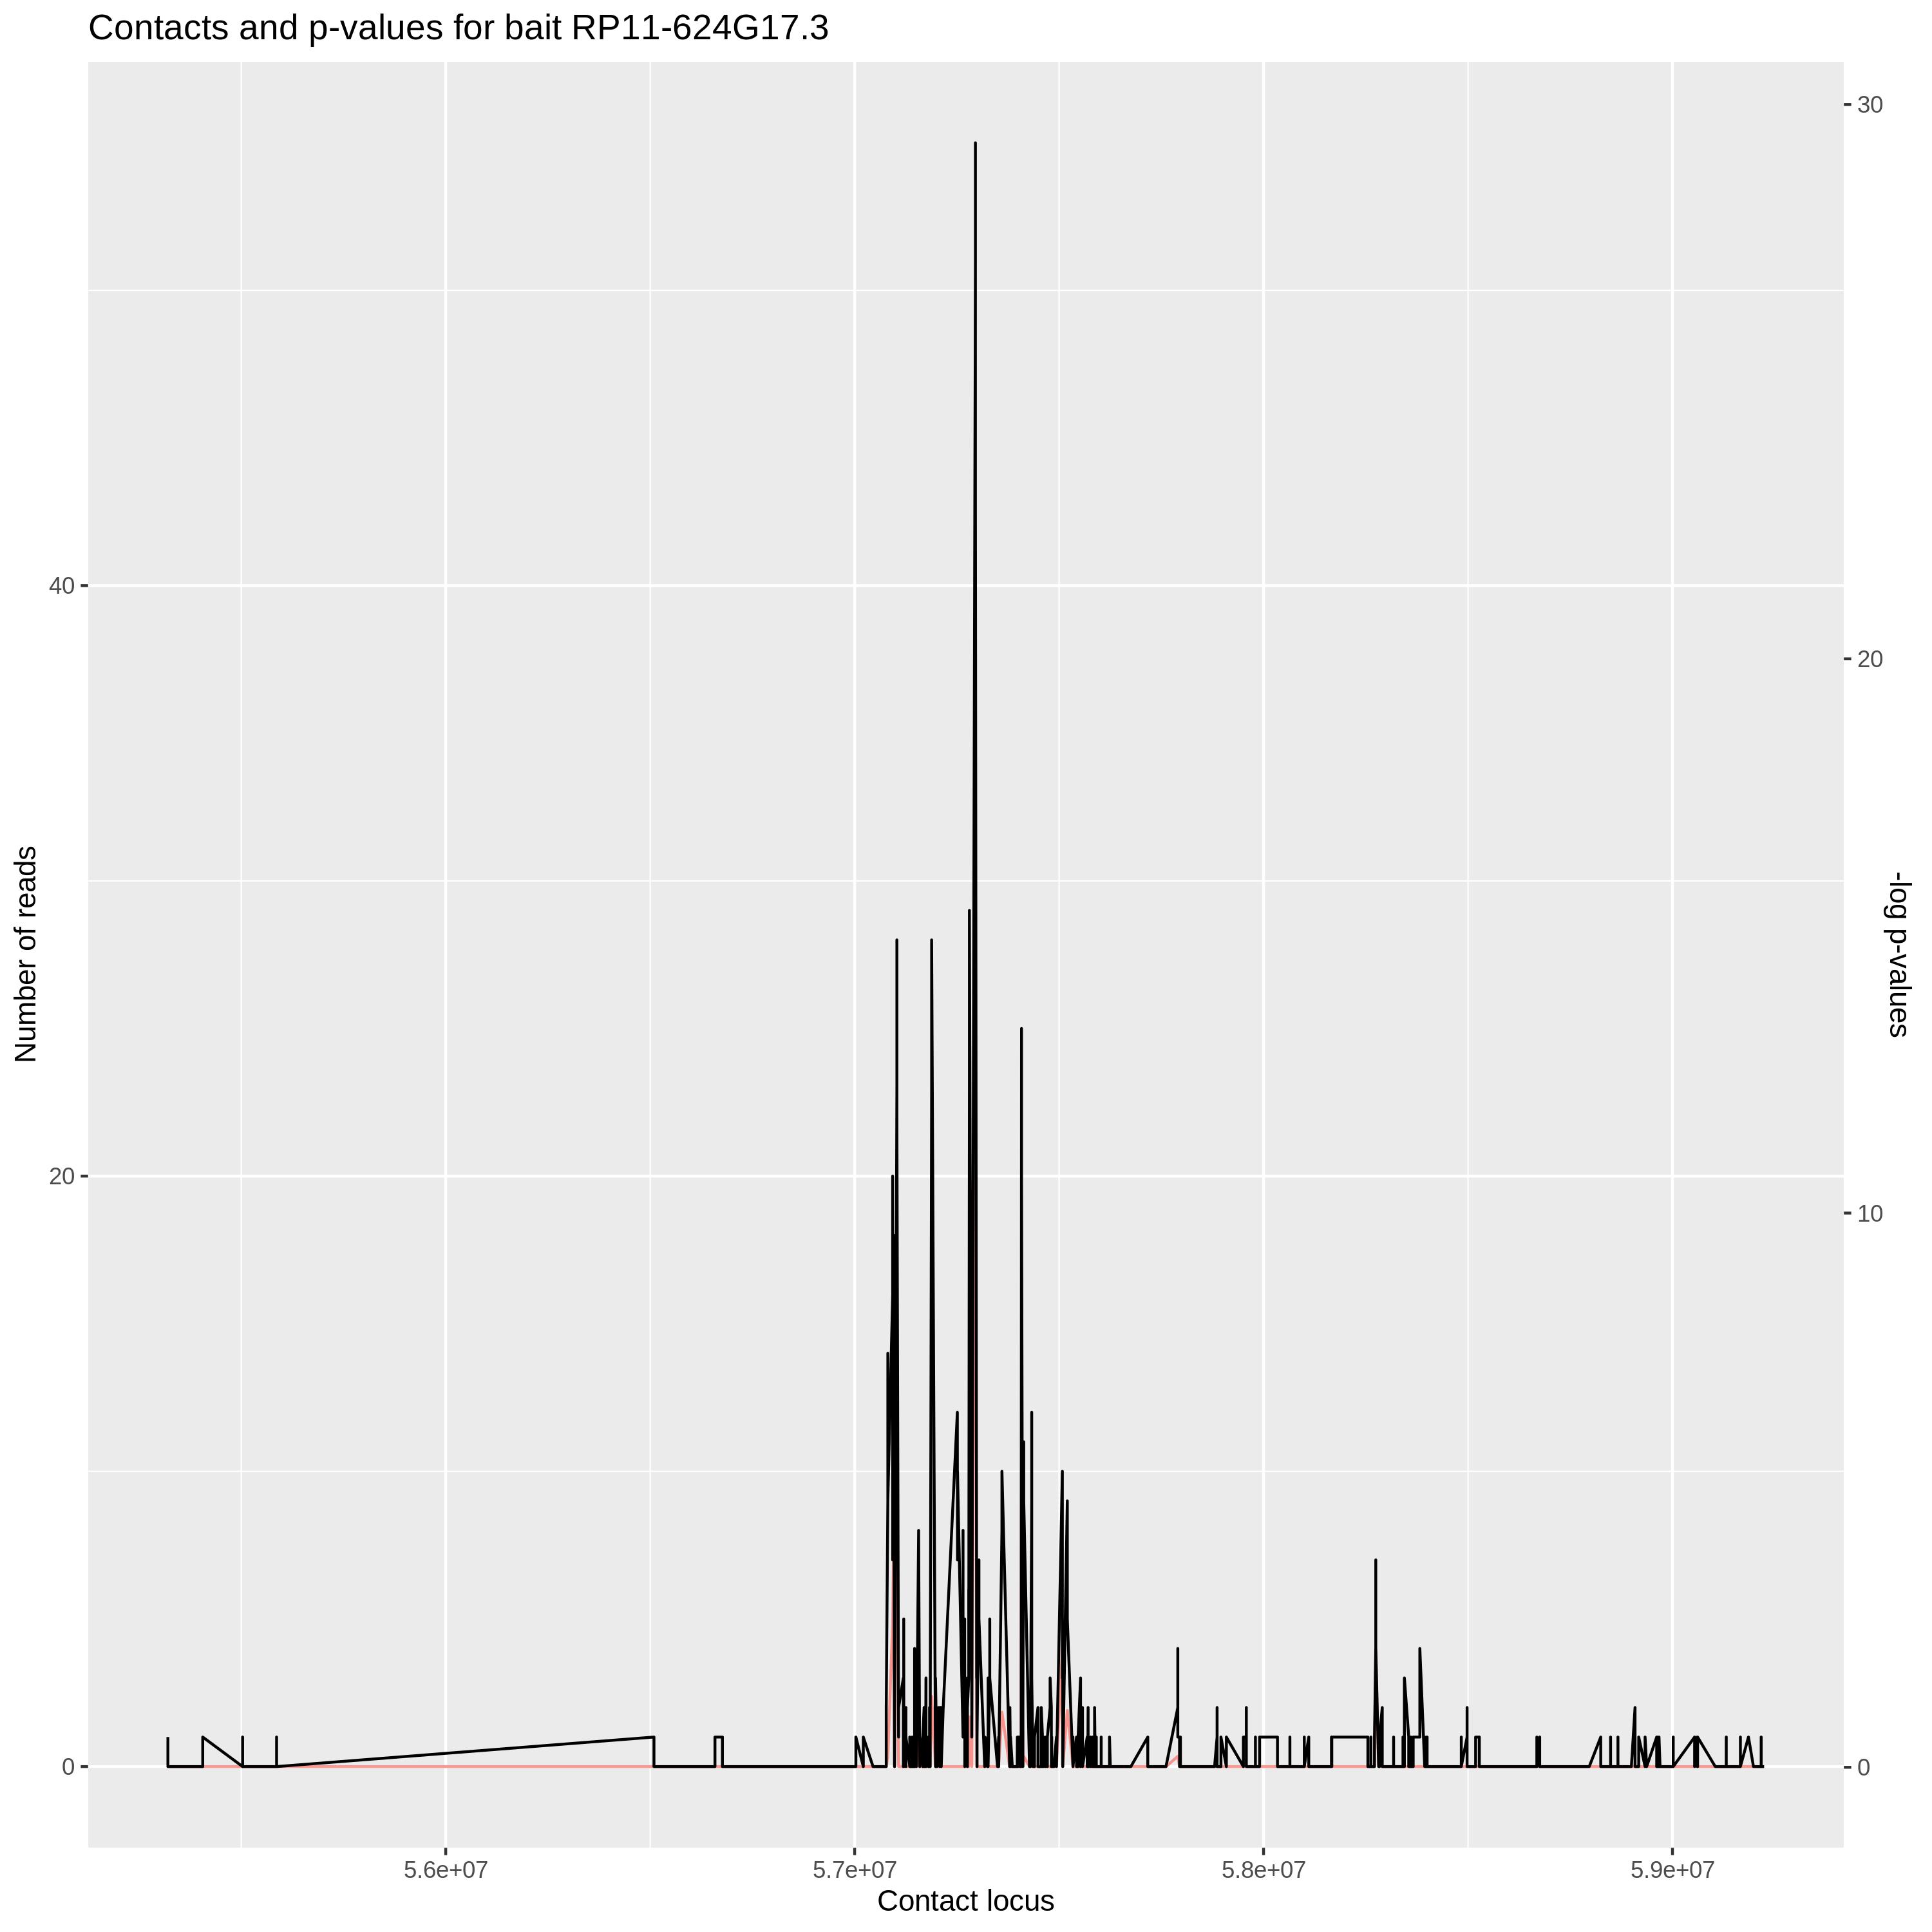 Contacts and p-values for bait RP11-624G17.3
30
40
20
20
10
0
0
Number of reads
-log p-values
5.6e+07
5.7e+07
5.8e+07
5.9e+07
Contact locus